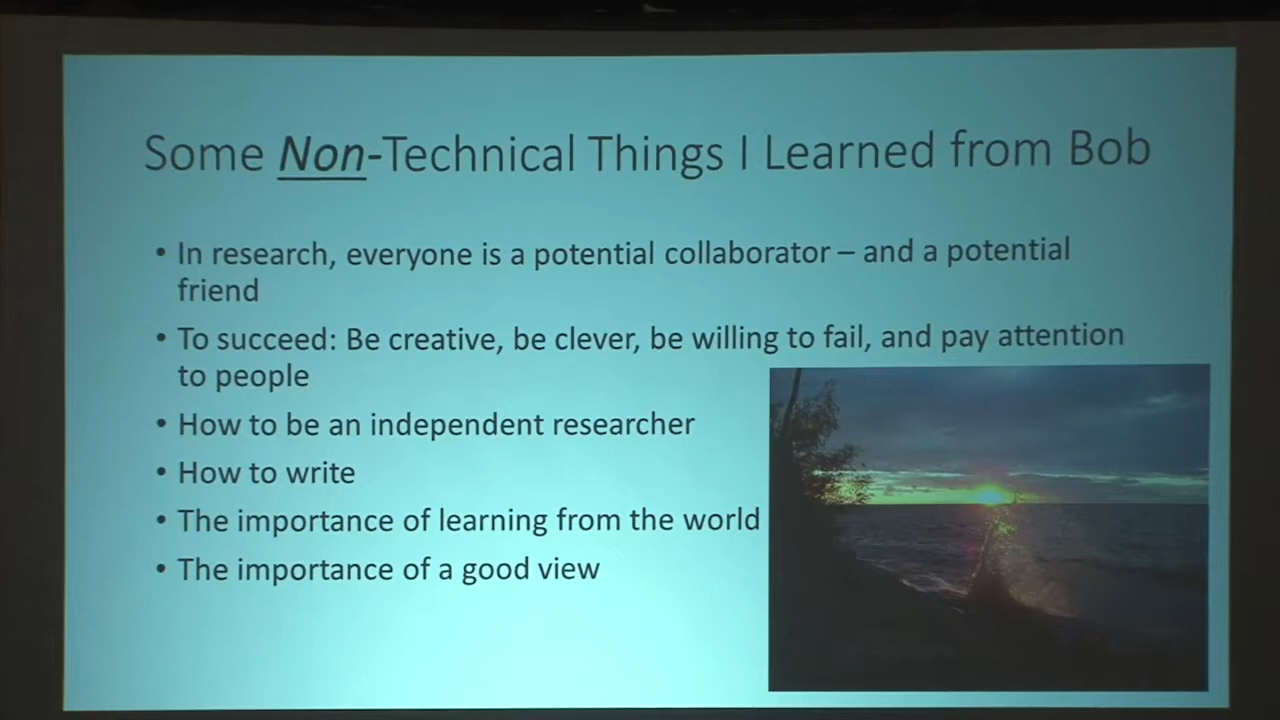 Some Non-Technical Things I Learned from Bob
• In research, everyone is a potential collaborator – and a potential
friend
• To succeed: Be creative, be clever, be willing to fail, and pay attention
to people
• How to be an independent researcher
• How to write
• The importance of learning from the world
• The importance of a good view